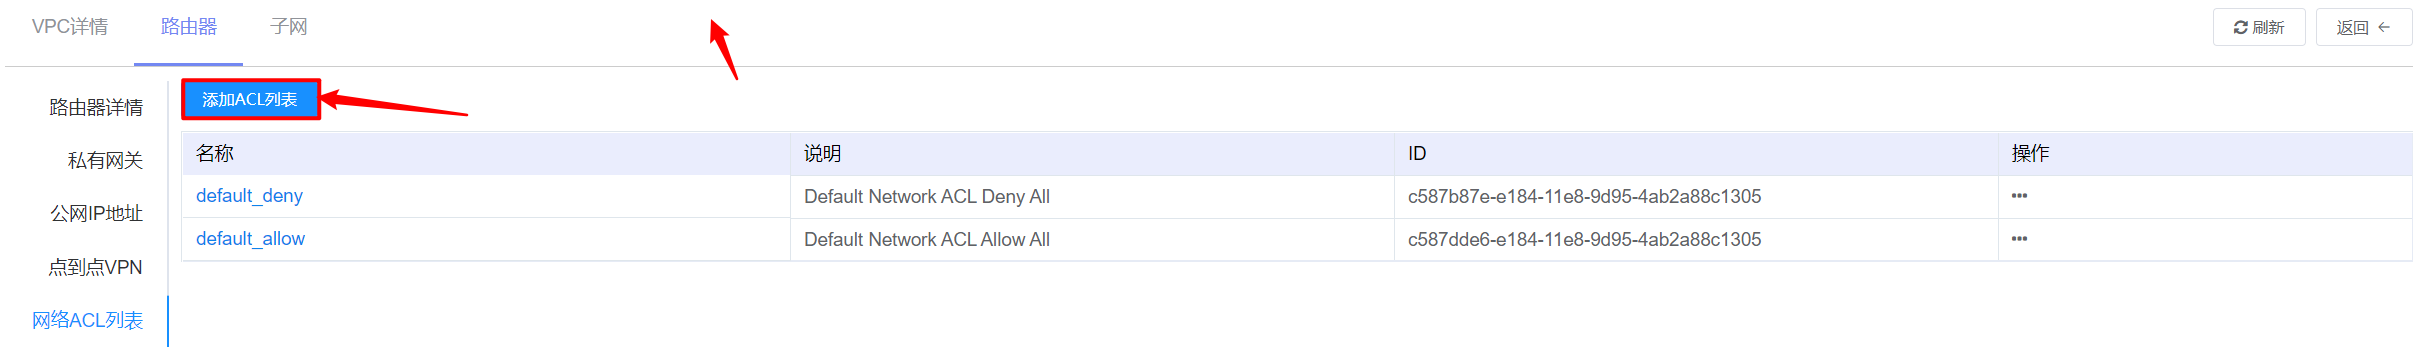 VPC详情 路由器 子网 刷新 返回 ←
路由器详情
私有网关
公网IP地址
点到点VPN
网络ACL列表
添加ACL列表
名称 说明 ID 操作
default_deny Default Network ACL Deny All c587b87e-e184-11e8-9d95-4ab2a88c1305 •••
default_allow Default Network ACL Allow All c587dde6-e184-11e8-9d95-4ab2a88c1305 •••